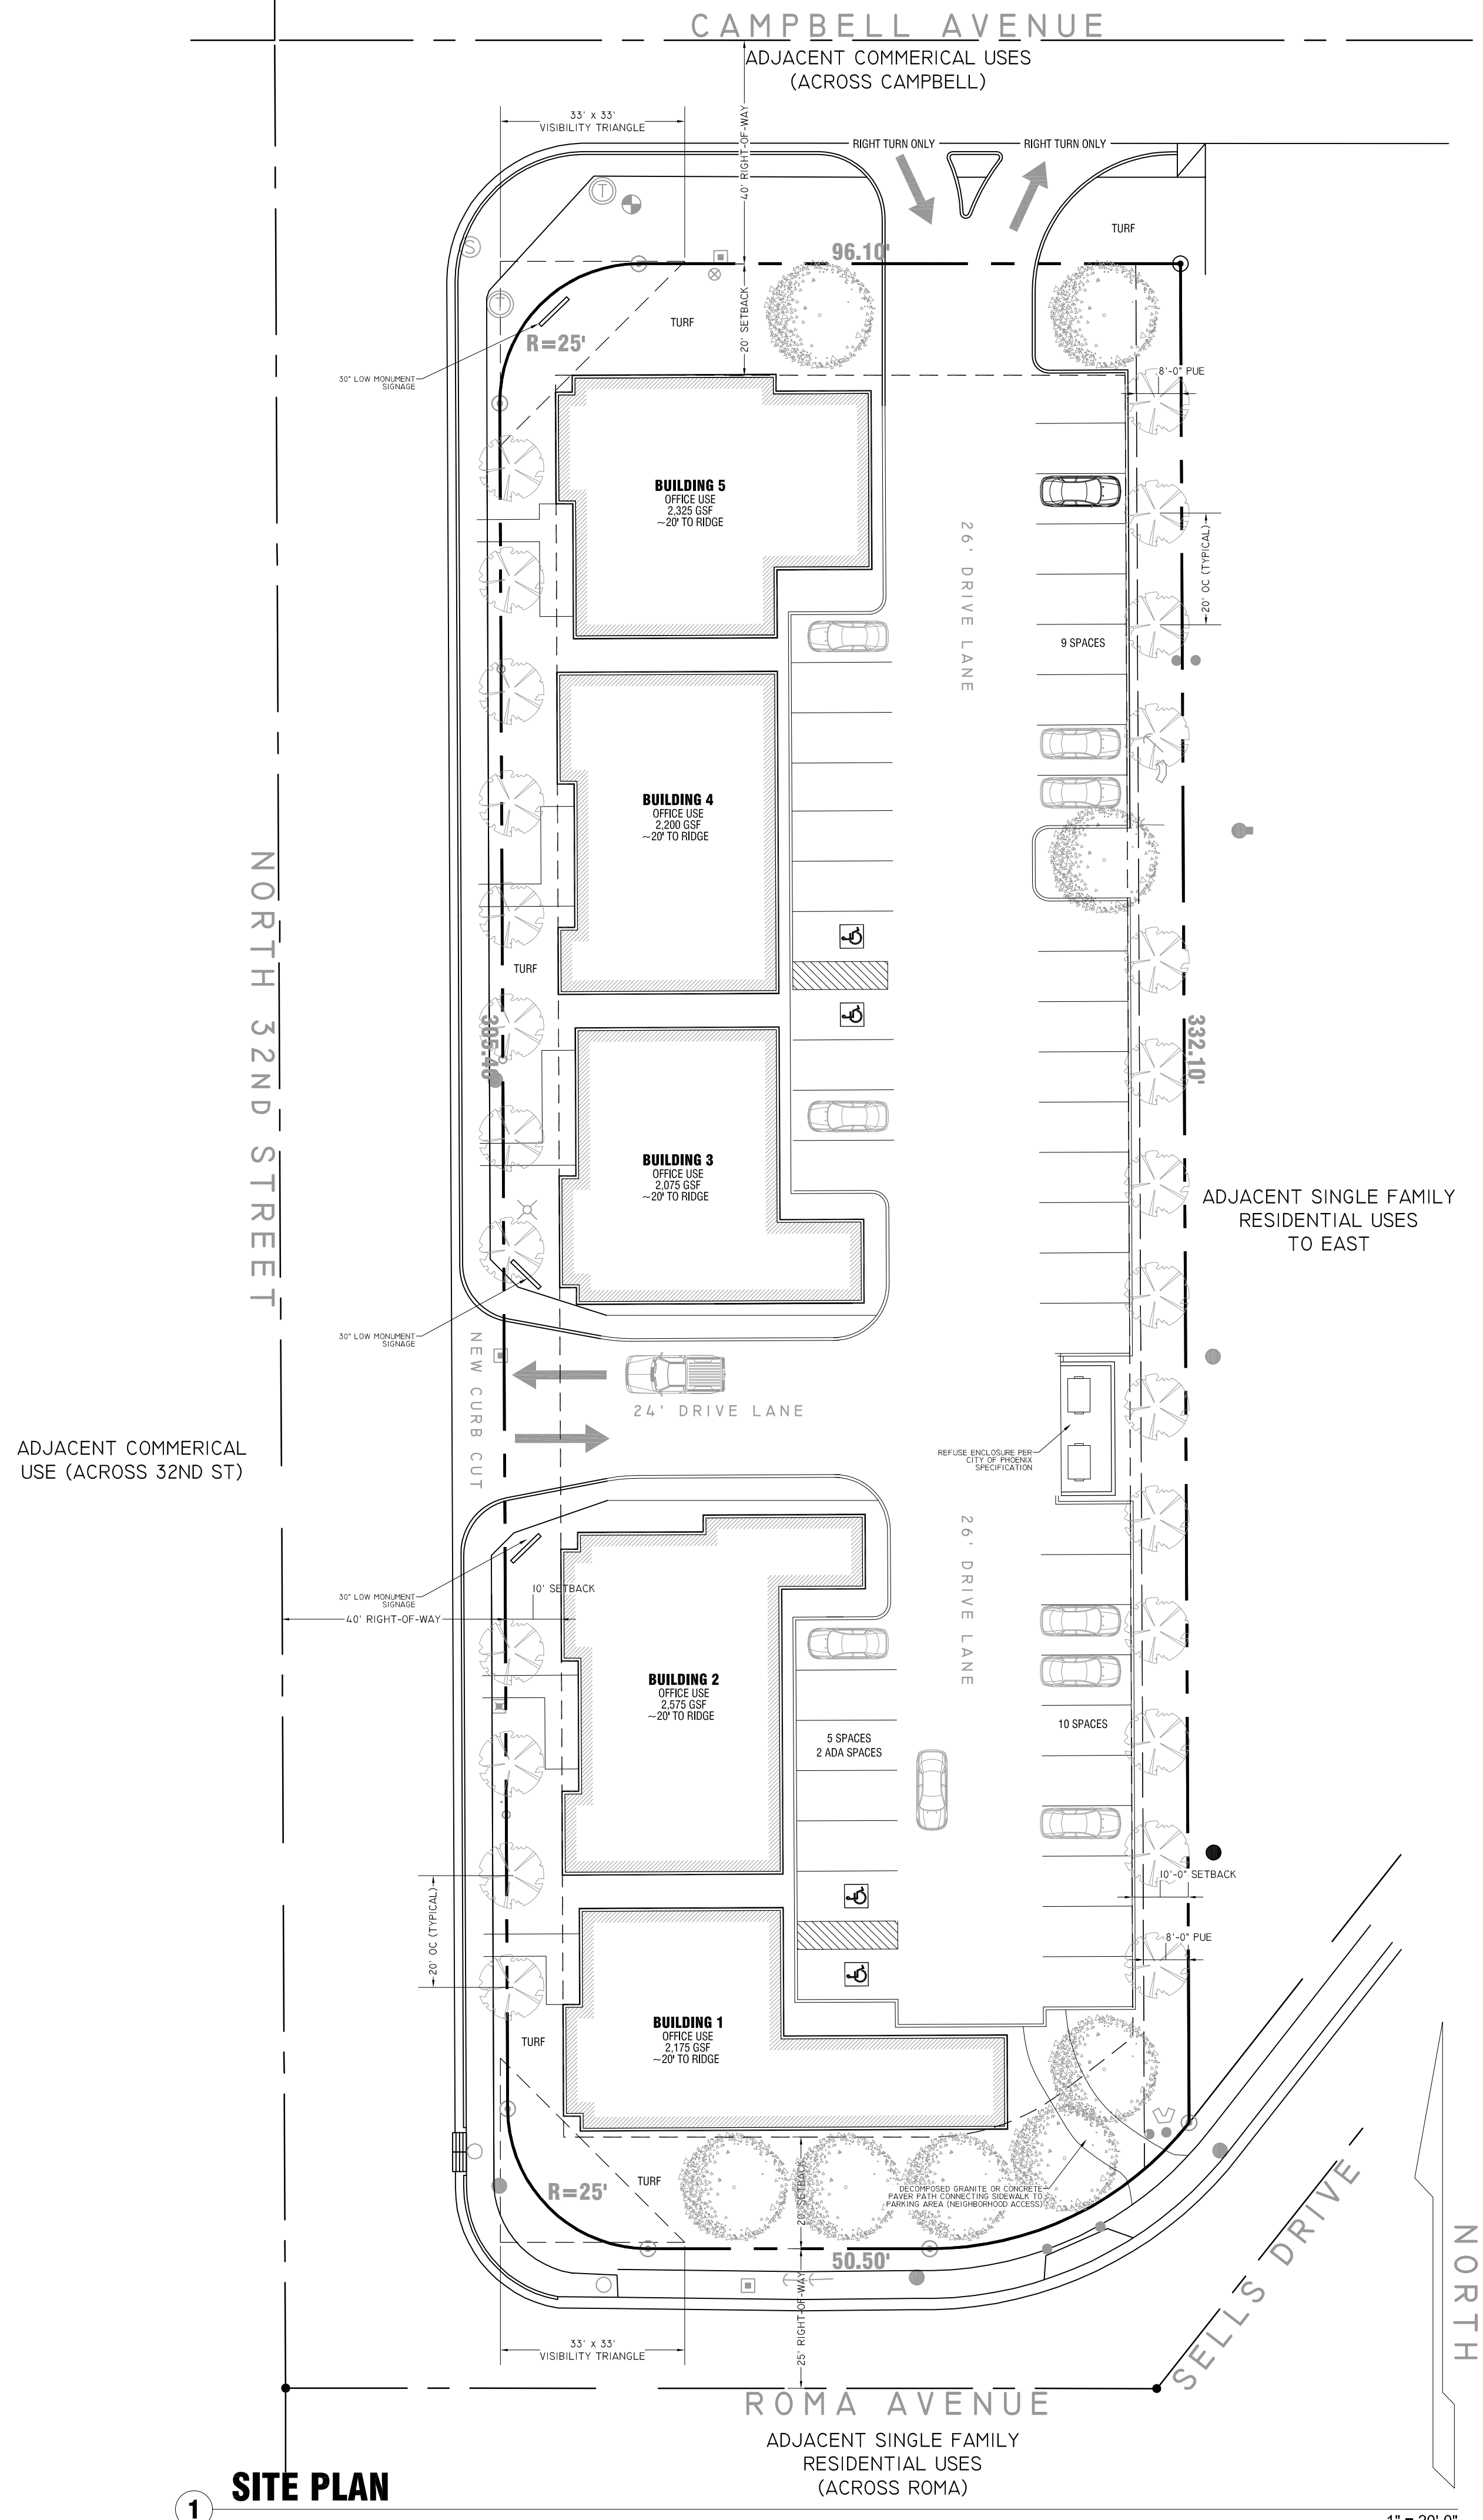 CAMPBELL AVENUE
ADJACENT COMMERICAL USES
(ACROSS CAMPBELL)
33' x 33'
VISIBILITY TRIANGLE
40' RIGHT-OF-WAY
RIGHT TURN ONLY
RIGHT TURN ONLY
T
S
T
TURF
96.10'
20' SETBACK
TURF
R=25'
30" LOW MONUMENT
SIGNAGE
8'-0" PUE
BUILDING 5
OFFICE USE
2,325 GSF
~20' TO RIDGE
26' DRIVE LANE
20' OC (TYPICAL)
9 SPACES
BUILDING 4
OFFICE USE
2,200 GSF
~20' TO RIDGE
NORTH 32ND STREET
TURF
332.10'
BUILDING 3
OFFICE USE
2,075 GSF
~20' TO RIDGE
ADJACENT SINGLE FAMILY
RESIDENTIAL USES
TO EAST
30" LOW MONUMENT
SIGNAGE
NEW CURB CUT
24' DRIVE LANE
ADJACENT COMMERICAL
USE (ACROSS 32ND ST)
REFUSE ENCLOSURE PER
CITY OF PHOENIX
SPECIFICATION
26' DRIVE LANE
30" LOW MONUMENT
SIGNAGE
10' SETBACK
40' RIGHT-OF-WAY
BUILDING 2
OFFICE USE
2,575 GSF
~20' TO RIDGE
5 SPACES
2 ADA SPACES
10 SPACES
10'-0" SETBACK
20' OC (TYPICAL)
8'-0" PUE
BUILDING 1
OFFICE USE
2,175 GSF
~20' TO RIDGE
TURF
R=25'
TURF
20' SETBACK
DECOMPOSED GRANITE OR CONCRETE
PAVER PATH CONNECTING SIDEWALK TO
PARKING AREA (NEIGHBORHOOD ACCESS)
50.50'
25' RIGHT-OF-WAY
33' x 33'
VISIBILITY TRIANGLE
SELLS DRIVE
NORTH
ROMA AVENUE
ADJACENT SINGLE FAMILY
RESIDENTIAL USES
(ACROSS ROMA)
SITE PLAN
1
1" = 20'-0"